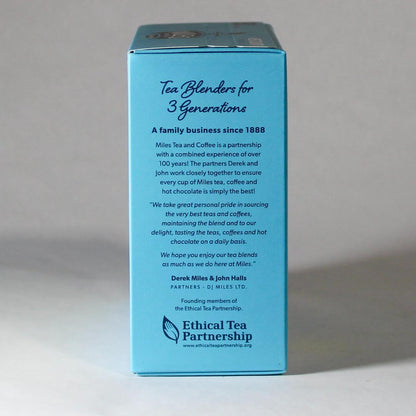 Tea Blenders for
3 Generations
A family business since 1888
Miles Tea and Coffee is a partnership
with a combined experience of over
100 years! The partners Derek and
John work closely together to ensure
every cup of Miles tea, coffee and
hot chocolate is simply the best!
"We take great personal pride in sourcing
the very best teas and coffees,
maintaining the blend and to our
delight, tasting the teas, coffees and hot
chocolate on a daily basis.
We hope you enjoy our tea blends
as much as we do here at Miles."
Derek Miles & John Halls
PARTNERS - DJ MILES LTD.
Founding members of
the Ethical Tea Partnership.
Ethical Tea
Partnership
www.ethicalteapartnership.org